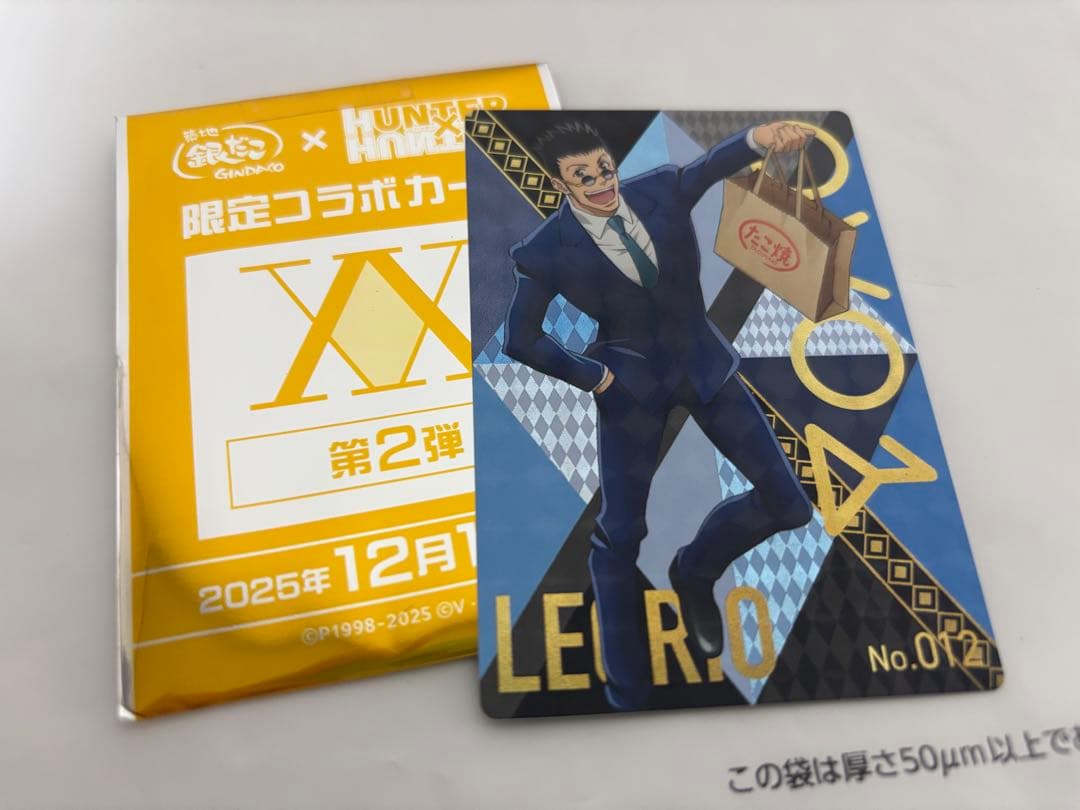 築地
銀だこ
GINDACO
×
HUNTER
限定コラボカー
第2弾
2025年12月1
©P1998-2025 ©V
たこ焼
LEORIO
No.012
この袋は厚さ50μm以上で